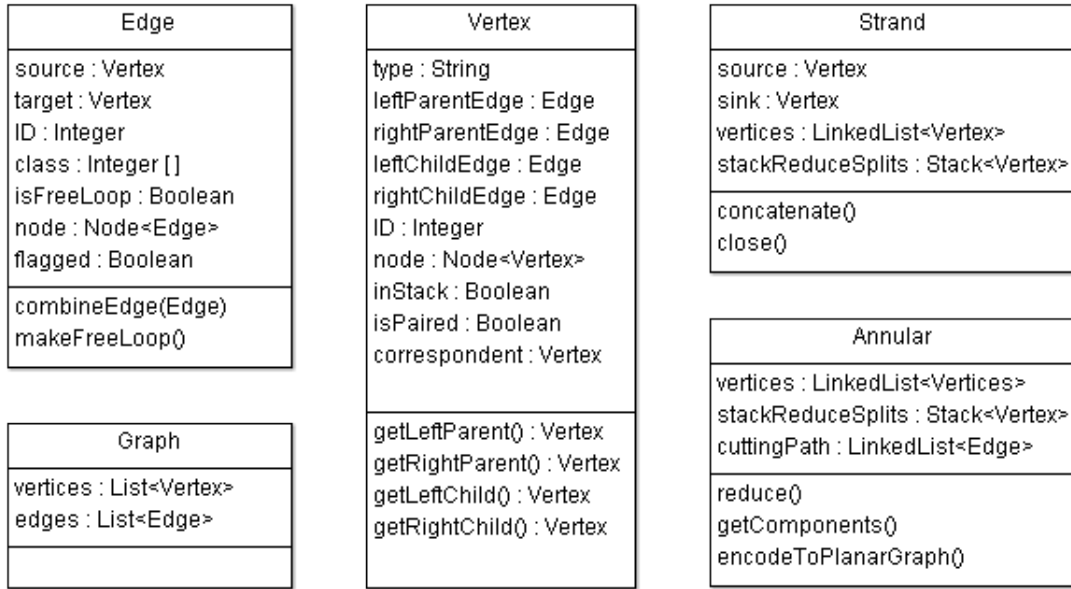 Edge
source : Vertex
target : Vertex
ID : Integer
class : Integer []
isFreeLoop : Boolean
node : Node<Edge>
flagged : Boolean
combineEdge(Edge)
makeFreeLoop()
Graph
vertices : List<Vertex>
edges : List<Edge>
Vertex
type : String
leftParentEdge : Edge
rightParentEdge : Edge
leftChildEdge : Edge
rightChildEdge : Edge
ID : Integer
node : Node<Vertex>
inStack : Boolean
isPaired : Boolean
correspondent : Vertex
getLeftParent() : Vertex
getRightParent() : Vertex
getLeftChild() : Vertex
getRightChild() : Vertex
Strand
source : Vertex
sink : Vertex
vertices : LinkedList<Vertex>
stackReduceSplits : Stack<Vertex>
concatenate()
close()
Annular
vertices : LinkedList<Vertices>
stackReduceSplits : Stack<Vertex>
cuttingPath : LinkedList<Edge>
reduce()
getComponents()
encodeToPlanarGraph()